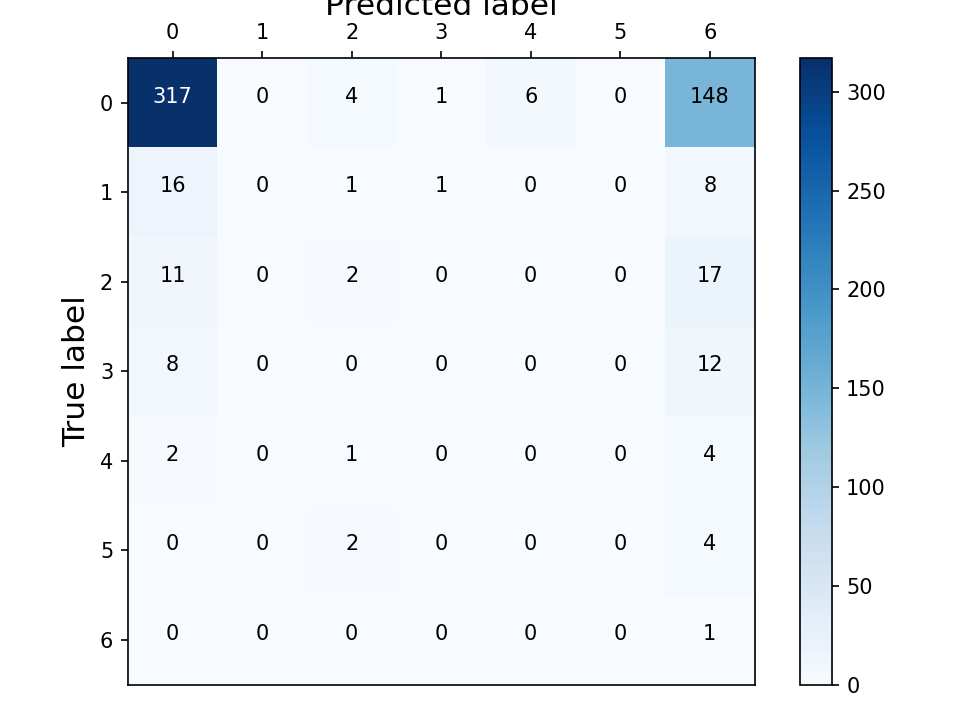 Predicted label
0 1 2 3 4 5 6
0 317 0 4 1 6 0 148
1 16 0 1 1 0 0 8
2 11 0 2 0 0 0 17
3 8 0 0 0 0 0 12
4 2 0 1 0 0 0 4
5 0 0 2 0 0 0 4
6 0 0 0 0 0 0 1
True label
300
250
200
150
100
50
0